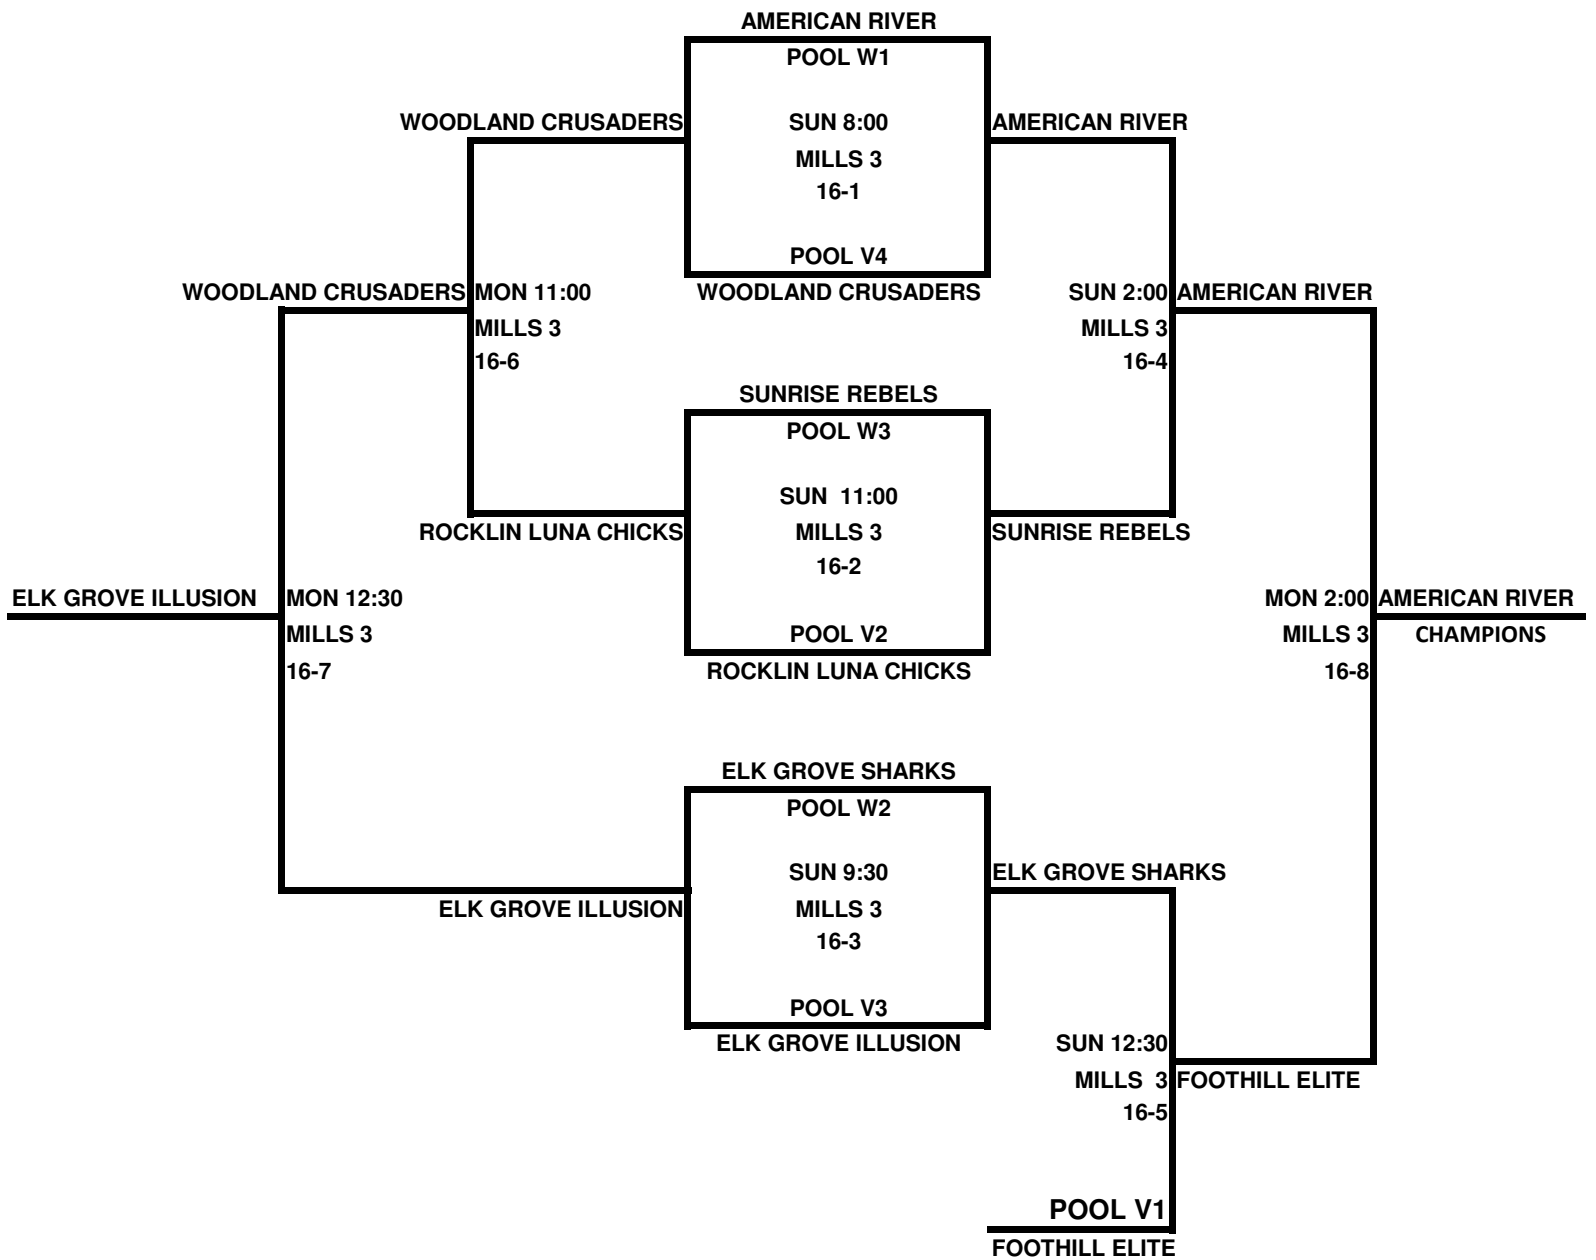 AMERICAN RIVER
POOL W1
WOODLAND CRUSADERS SUN 8:00 AMERICAN RIVER
MILLS 3
16-1
POOL V4
WOODLAND CRUSADERS MON 11:00 WOODLAND CRUSADERS SUN 2:00 AMERICAN RIVER
MILLS 3 MILLS 3
16-6 16-4
SUNRISE REBELS
POOL W3
SUN 11:00
ROCKLIN LUNA CHICKS MILLS 3 SUNRISE REBELS
16-2
ELK GROVE ILLUSION MON 12:30 MON 2:00 AMERICAN RIVER
MILLS 3 POOL V2 MILLS 3 CHAMPIONS
16-7 ROCKLIN LUNA CHICKS 16-8
ELK GROVE SHARKS
POOL W2
SUN 9:30 ELK GROVE SHARKS
ELK GROVE ILLUSION MILLS 3
16-3
POOL V3
ELK GROVE ILLUSION SUN 12:30
MILLS 3 FOOTHILL ELITE
16-5
POOL V1
FOOTHILL ELITE